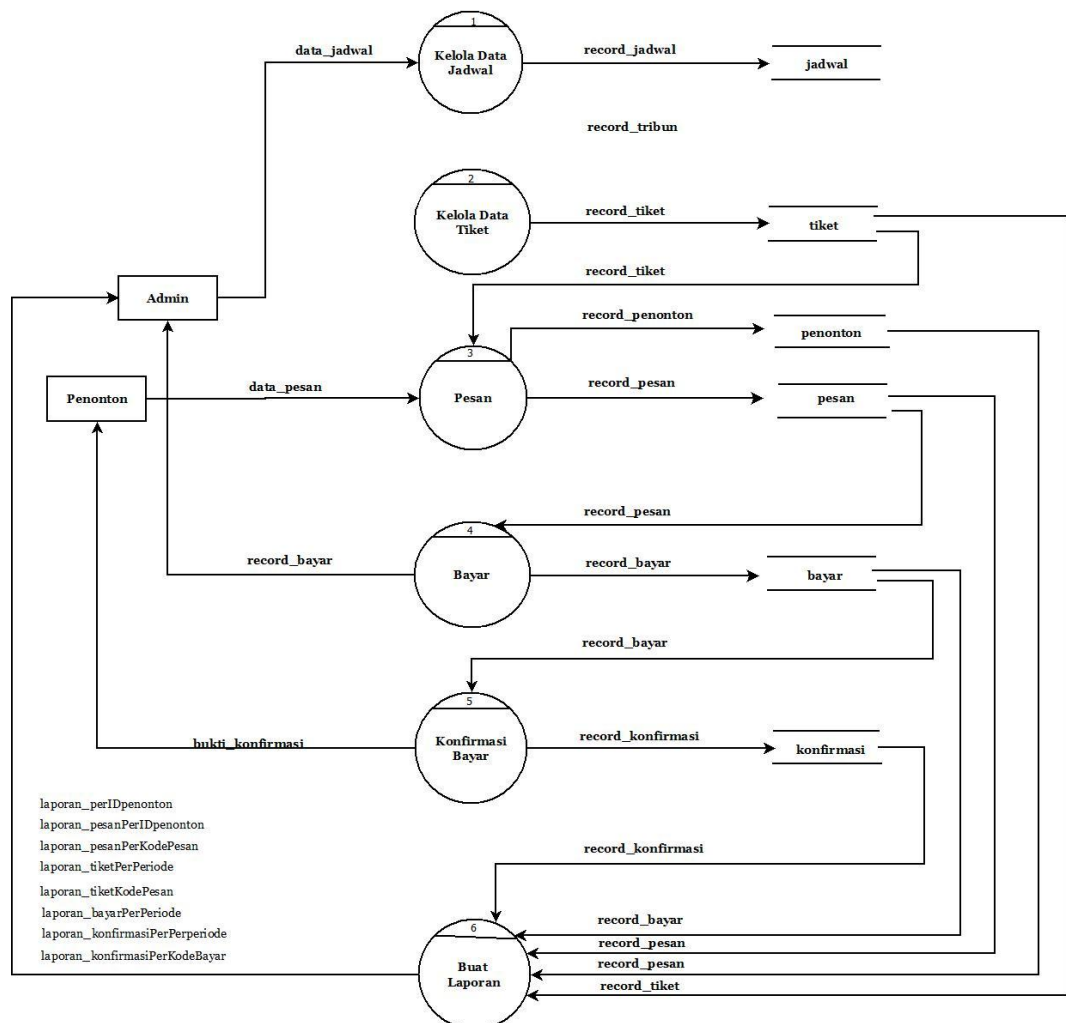 1
data_jadwal
record_jadwal
Kelola Data
Jadwal
jadwal
record_tribun
2
record_tiket
Kelola Data
Tiket
tiket
record_tiket
Admin
record_penonton
penonton
3
data_pesan
record_pesan
Penonton
Pesan
pesan
record_pesan
4
record_bayar
record_bayar
Bayar
bayar
record_bayar
5
bukti_konfirmasi
record_konfirmasi
Konfirmasi
Bayar
konfirmasi
laporan_perIDpenonton
laporan_pesanPerIDpenonton
laporan_pesanPerKodePesan
laporan_tiketPerPeriode
laporan_tiketKodePesan
laporan_bayarPerPeriode
laporan_konfirmasiPerPerperiode
laporan_konfirmasiPerKodeBayar
record_konfirmasi
6
record_bayar
record_pesan
record_pesan
record_tiket
Buat
Laporan